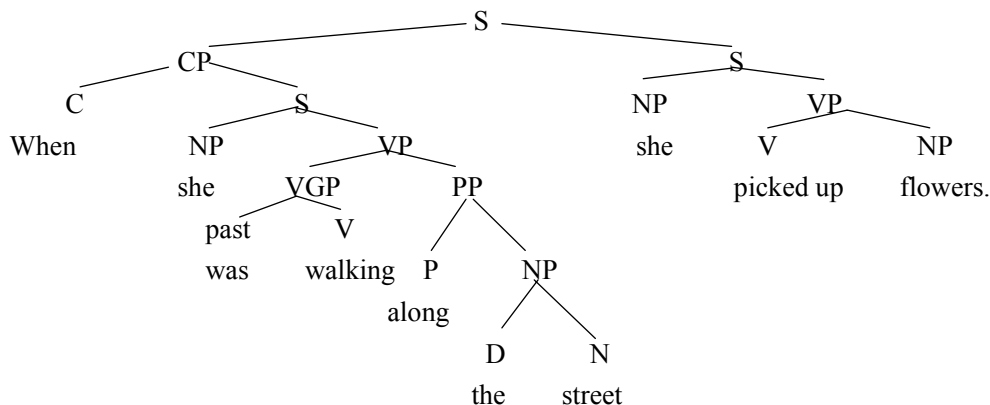 S
CP S
C S NP VP
When NP VP she V NP
she VGP PP picked up flowers.
past V
was walking P NP
along
D N
the street